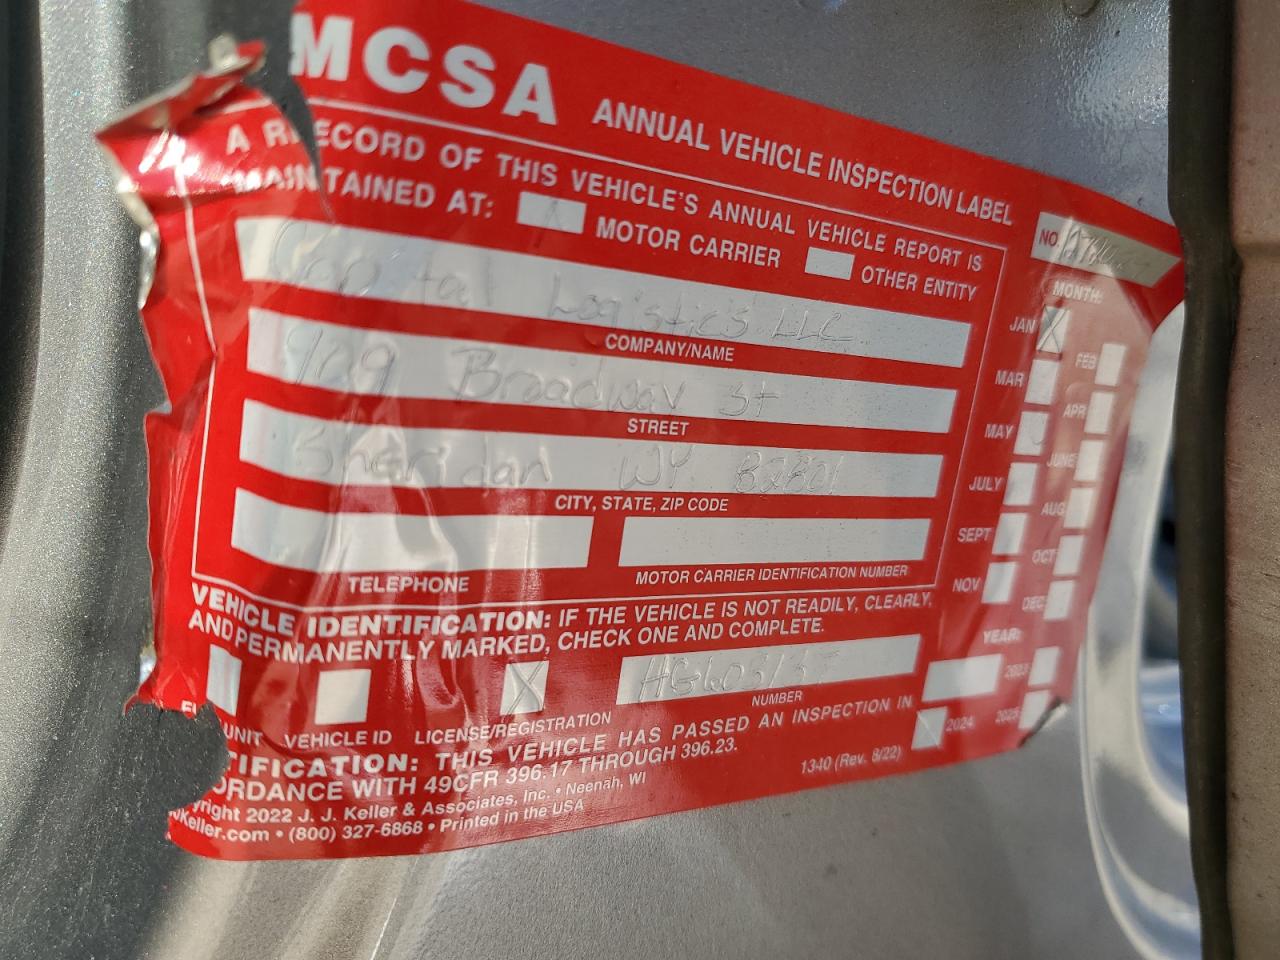 MCSA ANNUAL VEHICLE INSPECTION LABEL
NO.
A RECORD OF THIS VEHICLE'S ANNUAL VEHICLE REPORT IS
MAINTAINED AT: MOTOR CARRIER OTHER ENTITY
Capital Logistics LLC
COMPANY/NAME
909 Broadway St
STREET
Sheridan WY 82801
CITY, STATE, ZIP CODE
TELEPHONE
MOTOR CARRIER IDENTIFICATION NUMBER
MONTH:
JAN X
FEB
MAR
APR
MAY
JUNE
JULY
AUG
SEPT
OCT
NOV
DEC
YEAR:
2023
2024
2025
VEHICLE IDENTIFICATION: IF THE VEHICLE IS NOT READILY, CLEARLY,
AND PERMANENTLY MARKED, CHECK ONE AND COMPLETE.
X
UNIT VEHICLE ID LICENSE/REGISTRATION NUMBER
TIFICATION: THIS VEHICLE HAS PASSED AN INSPECTION IN
ORDANCE WITH 49CFR 396.17 THROUGH 396.23.
yright 2022 J. J. Keller & Associates, Inc. • Neenah, WI
Keller.com • (800) 327-6868 • Printed in the USA
1340 (Rev. 8/22)